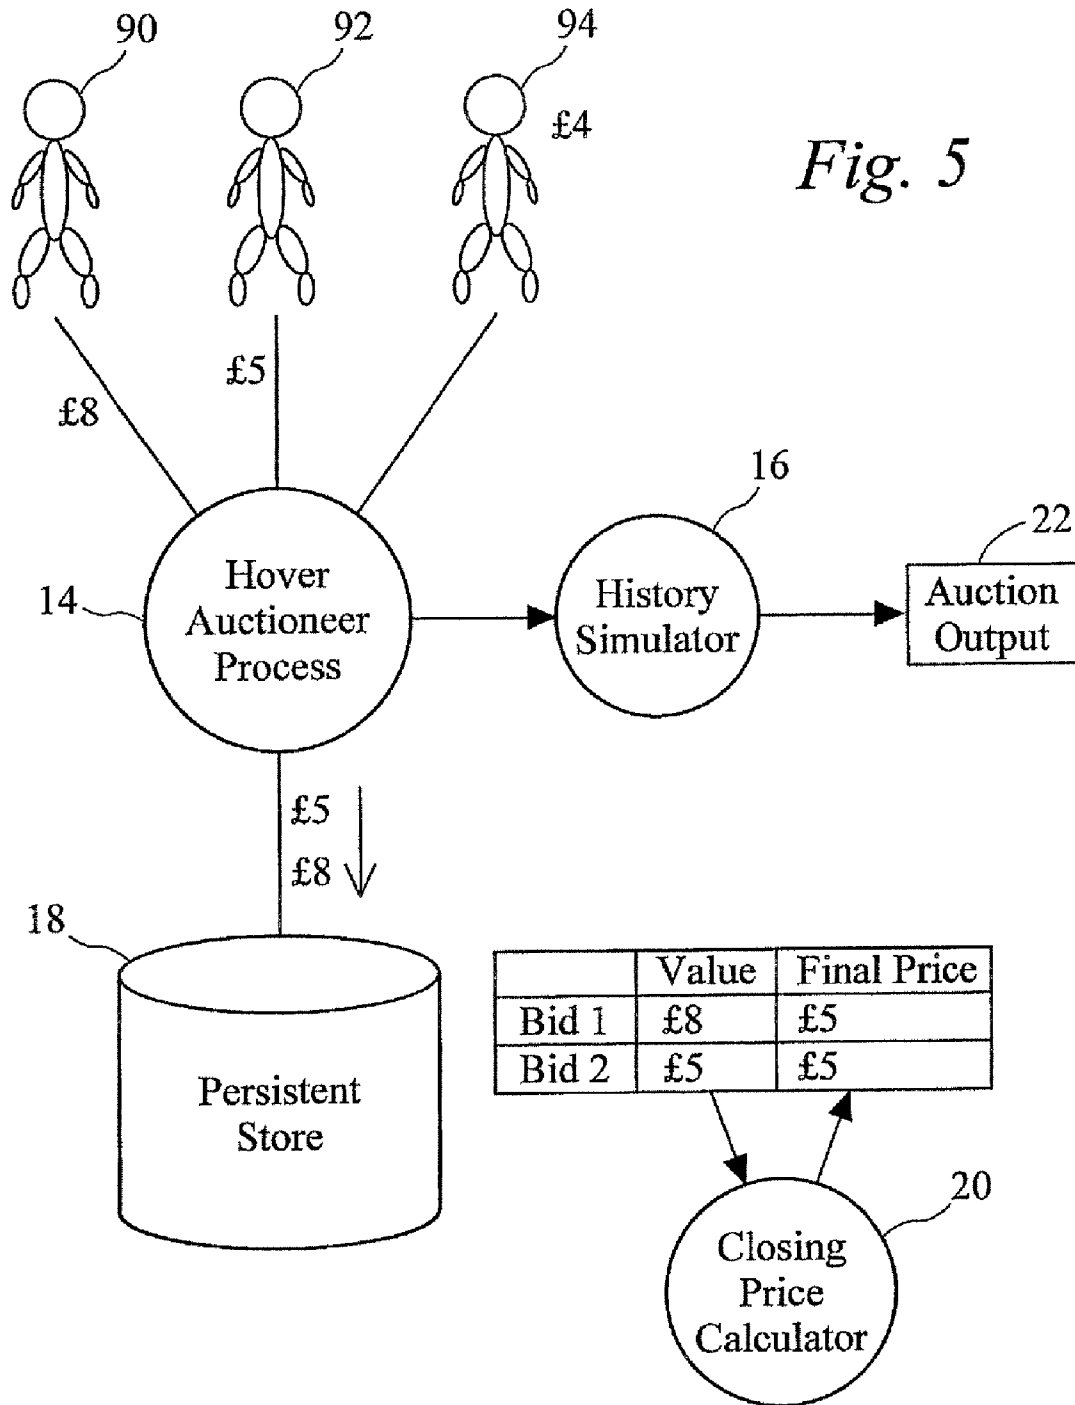 90
92
94
£4
Fig. 5
£8
£5
16
22
14
Hover
Auctioneer
Process
History
Simulator
Auction
Output
£5
£8
18
Persistent
Store
Value Final Price
Bid 1 £8 £5
Bid 2 £5 £5
20
Closing
Price
Calculator